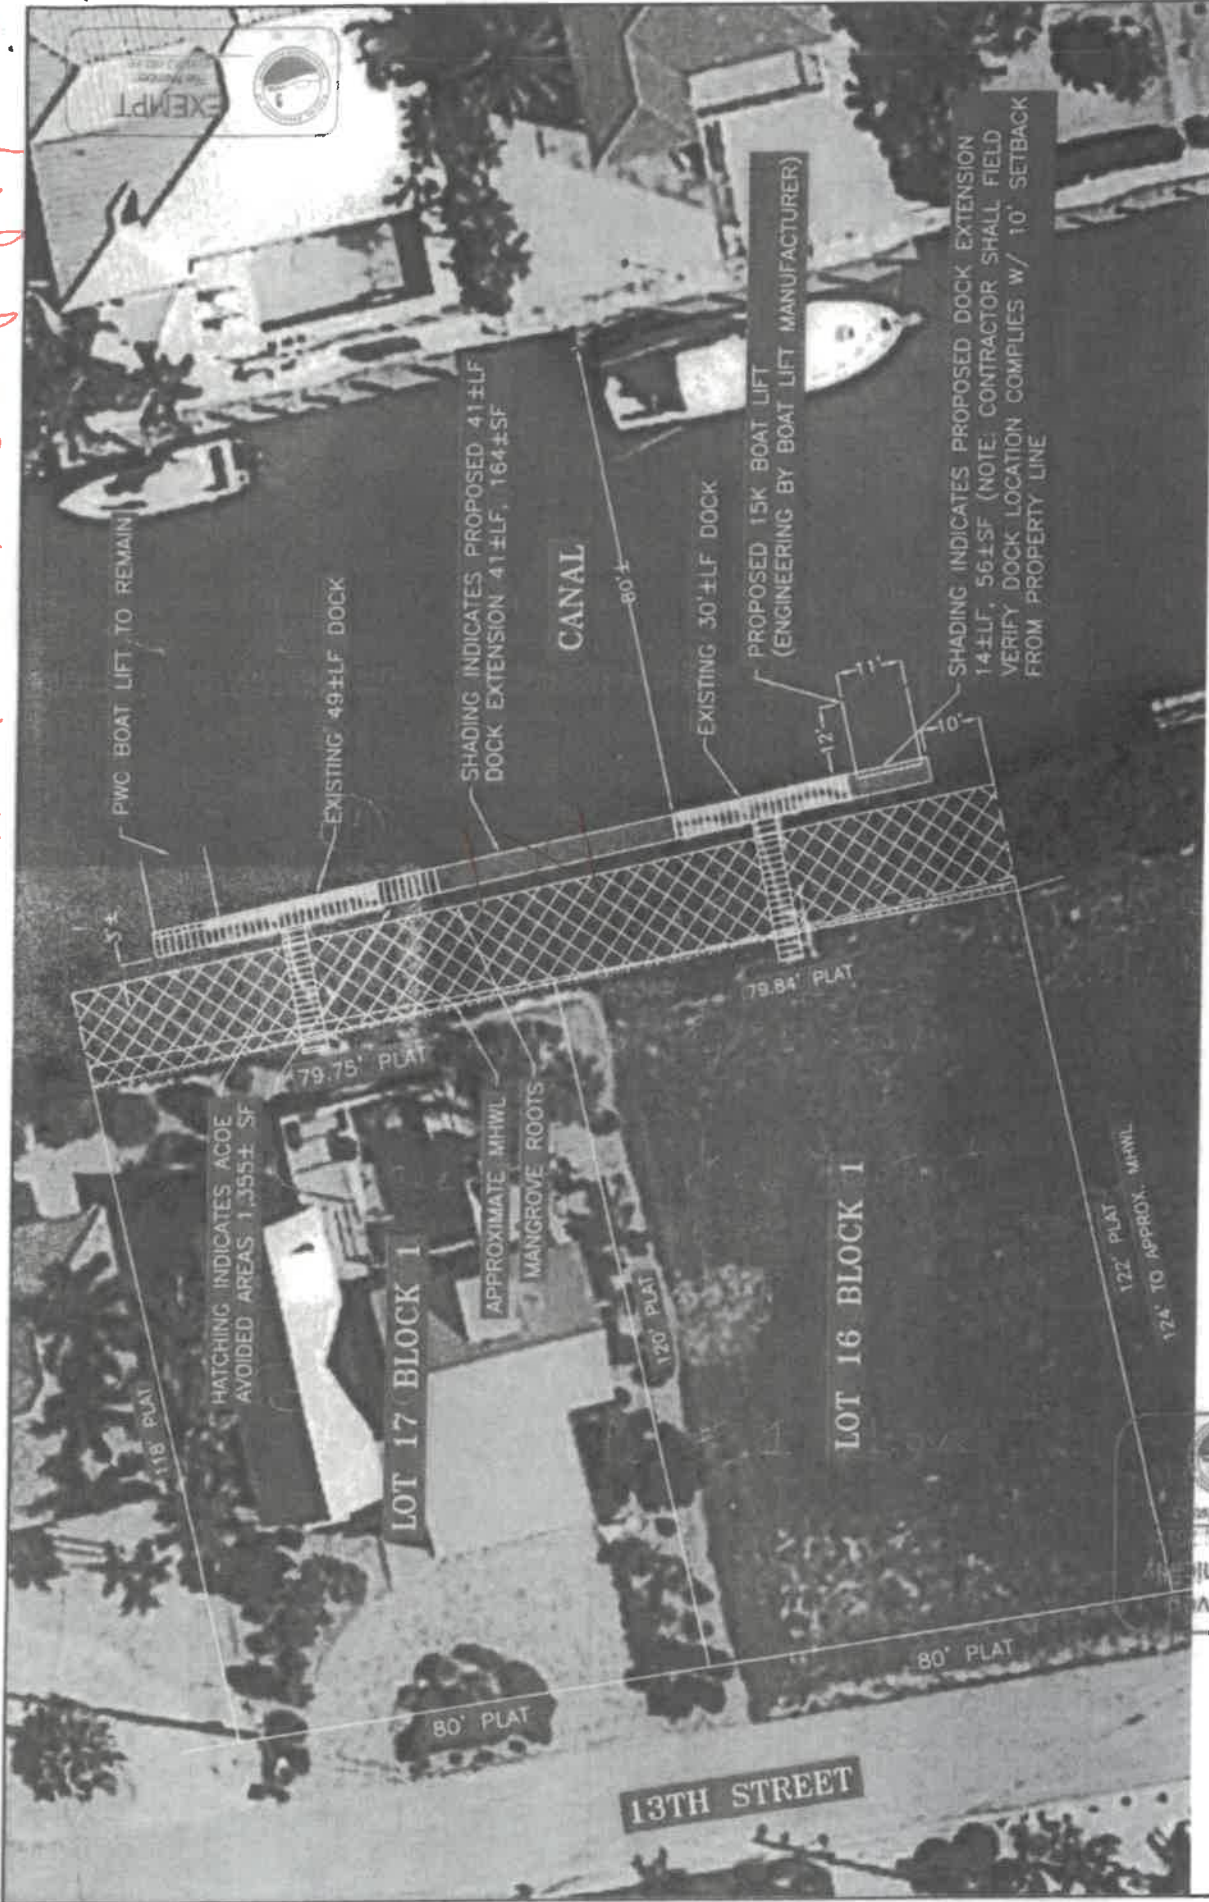 EXEMPT
PWC BOAT LIFT TO REMAIN
5'±
EXISTING 49±LF DOCK
SHADING INDICATES PROPOSED 41±LF
DOCK EXTENSION 41±LF, 164±SF
CANAL
80'±
EXISTING 30'±LF DOCK
PROPOSED 15K BOAT LIFT
(ENGINEERING BY BOAT LIFT MANUFACTURER)
12'
11'
10'
SHADING INDICATES PROPOSED DOCK EXTENSION
14±LF, 56±SF (NOTE: CONTRACTOR SHALL FIELD
VERIFY DOCK LOCATION COMPLIES W/ 10' SETBACK
FROM PROPERTY LINE
HATCHING INDICATES ACOE
AVOIDED AREAS 1,355± SF
79.75' PLAT
79.84' PLAT
APPROXIMATE MHWL
MANGROVE ROOTS
118' PLAT
LOT 17 BLOCK 1
120' PLAT
LOT 16 BLOCK 1
122' PLAT
124' TO APPROX. MHWL
80' PLAT
80' PLAT
13TH STREET